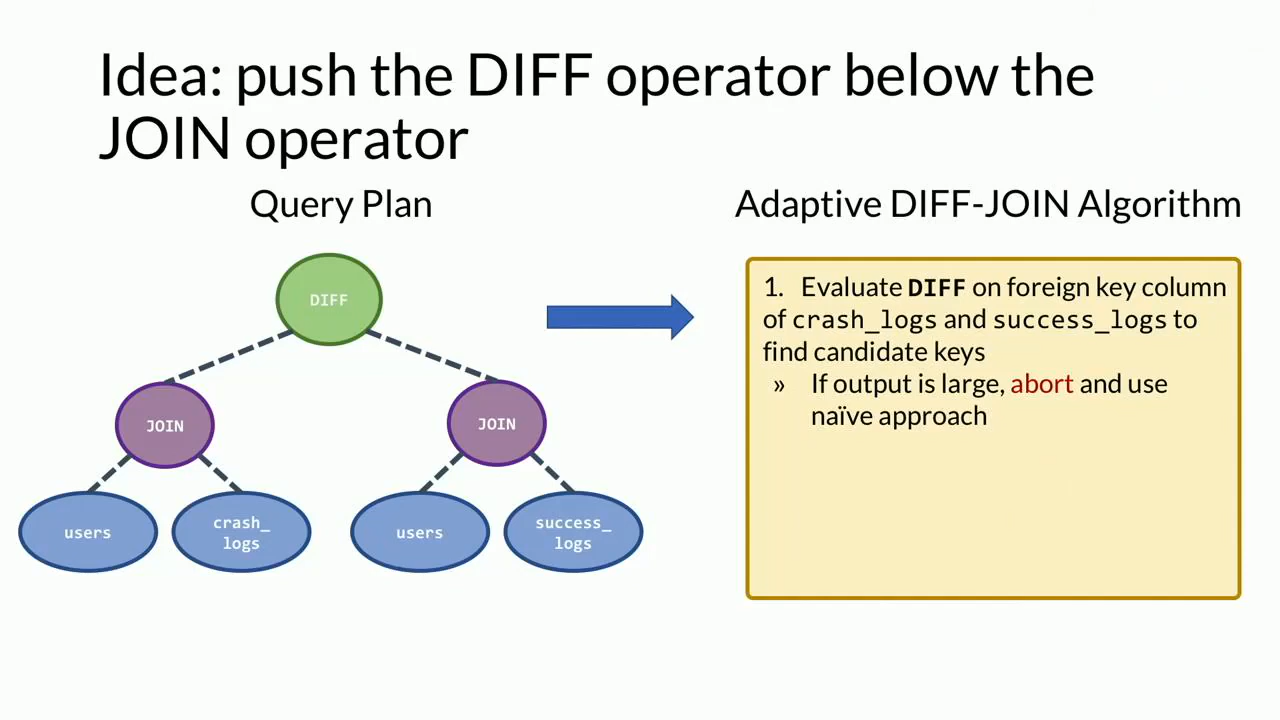 Idea: push the DIFF operator below the
JOIN operator
Query Plan
DIFF
JOIN
JOIN
users
crash_
logs
users
success_
logs
Adaptive DIFF-JOIN Algorithm
1. Evaluate DIFF on foreign key column
of crash_logs and success_logs to
find candidate keys
» If output is large, abort and use
naïve approach